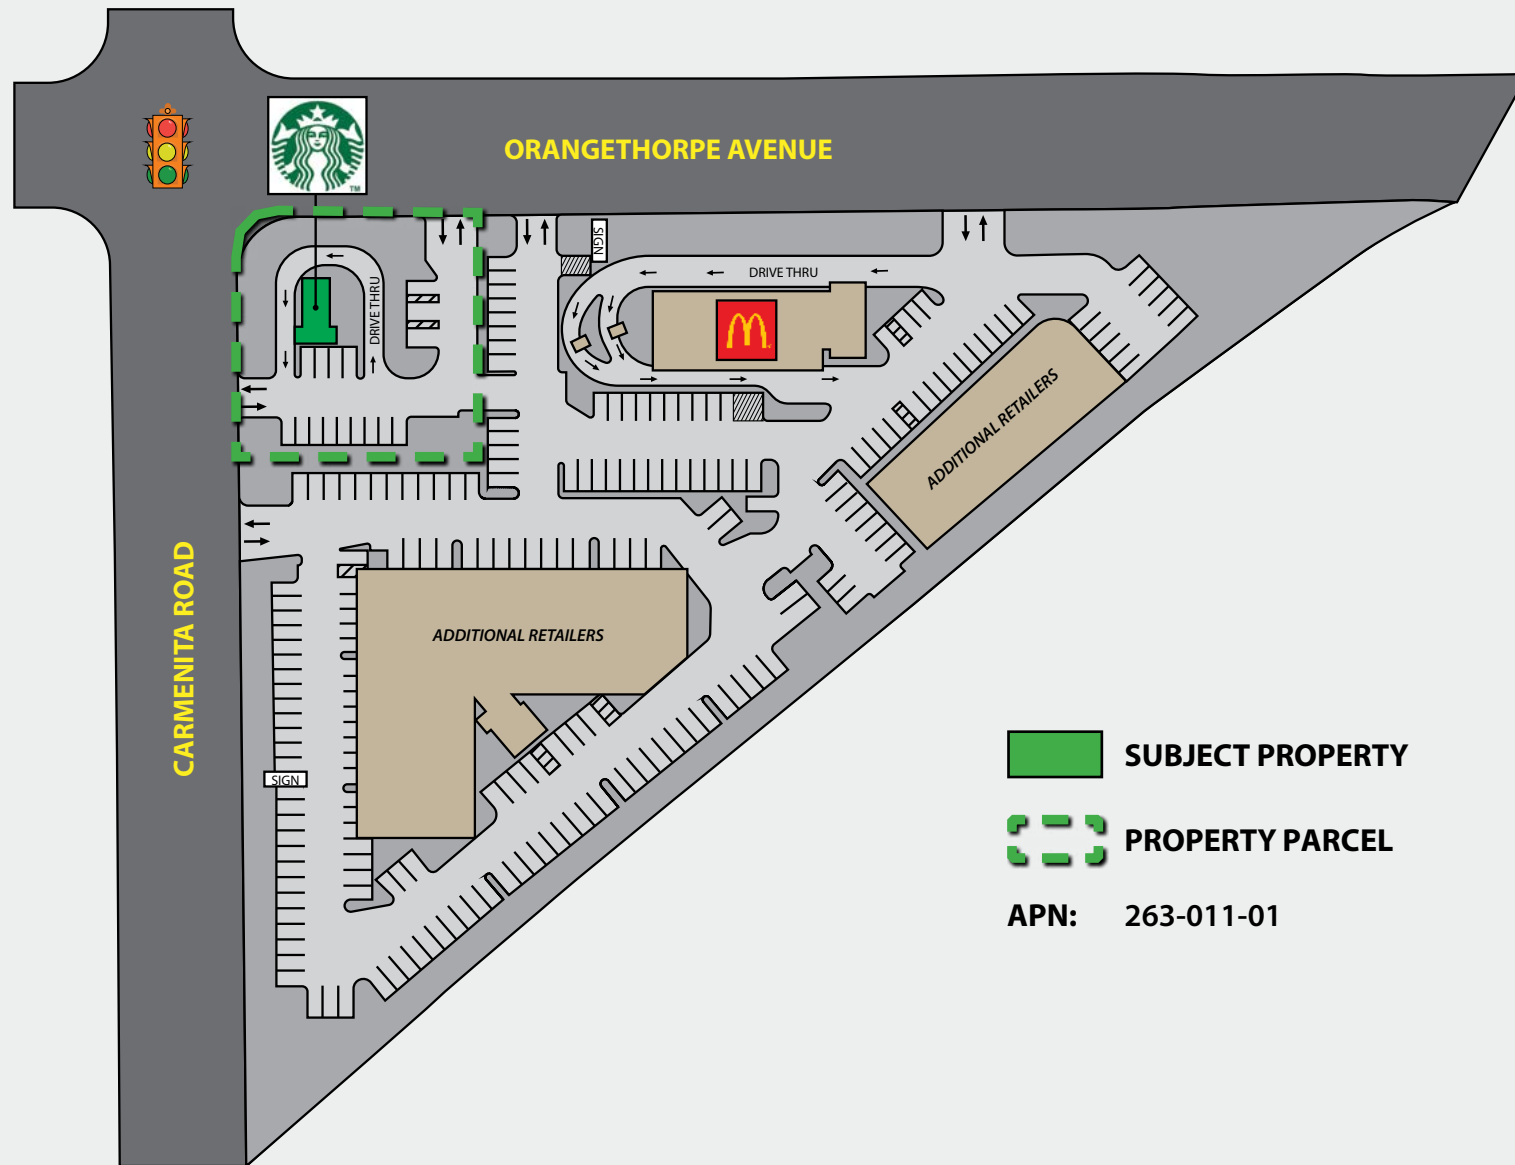 ORANGETHORPE AVENUE
TM
SIGN
DRIVE THRU
DRIVE THRU
ADDITIONAL RETAILERS
CARMENITA ROAD
ADDITIONAL RETAILERS
SIGN
SUBJECT PROPERTY
PROPERTY PARCEL
APN: 263-011-01